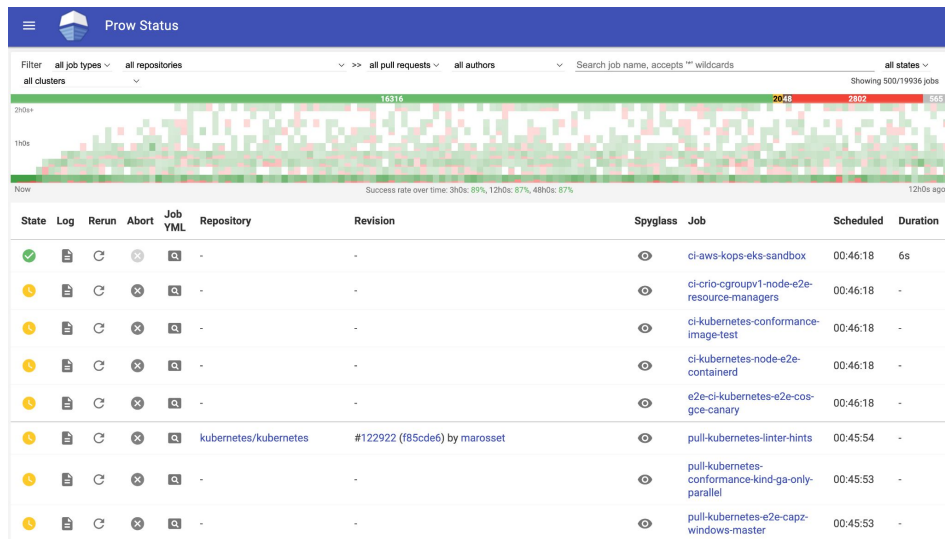 Prow Status
Filter all job types all repositories >> all pull requests all authors Search job name, accepts "*" wildcards all states
all clusters Showing 500/19936 jobs
16316 2048 2802 565
2h0s+
1h0s
Now Success rate over time: 3h0s: 89%, 12h0s: 87%, 48h0s: 87% 12h0s ago
State Log Rerun Abort Job YML Repository Revision Spyglass Job Scheduled Duration
- - ci-aws-kops-eks-sandbox 00:46:18 6s
- - ci-crio-cgroupv1-node-e2e-
resource-managers 00:46:18 -
- - ci-kubernetes-conformance-
image-test 00:46:18 -
- - ci-kubernetes-node-e2e-
containerd 00:46:18 -
- - e2e-ci-kubernetes-e2e-cos-
gce-canary 00:46:18 -
kubernetes/kubernetes #122922 (f85cde6) by marosset pull-kubernetes-linter-hints 00:45:54 -
- - pull-kubernetes-
conformance-kind-ga-only-
parallel 00:45:53 -
- - pull-kubernetes-e2e-capz-
windows-master 00:45:53 -